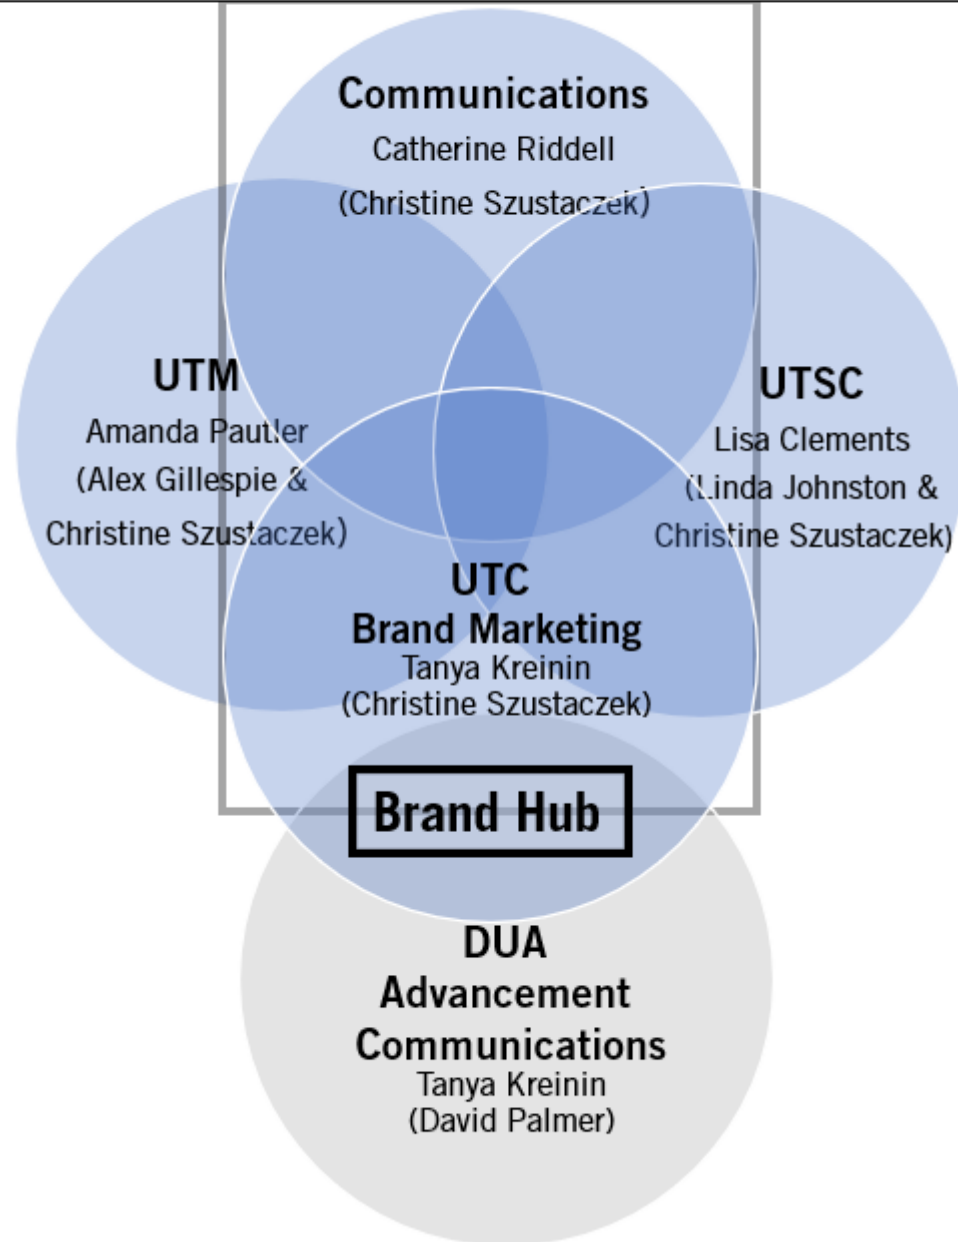 Communications
Catherine Riddell
(Christine Szustaczek)
UTM
Amanda Pautler
(Alex Gillespie &
Christine Szustaczek)
UTSC
Lisa Clements
(Linda Johnston &
Christine Szustaczek)
UTC
Brand Marketing
Tanya Kreinin
(Christine Szustaczek)
Brand Hub
DUA
Advancement
Communications
Tanya Kreinin
(David Palmer)